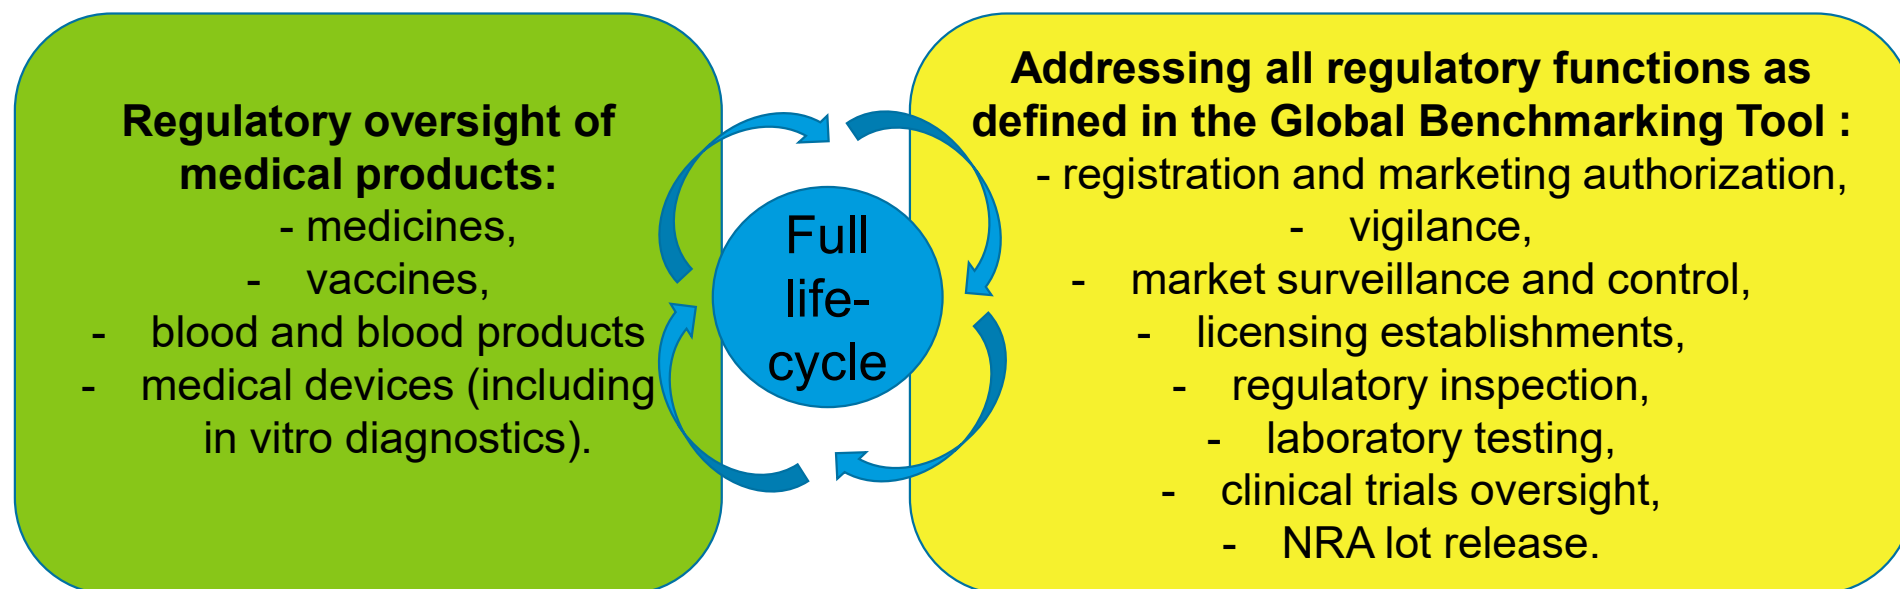 Regulatory oversight of
medical products:
- medicines,
- vaccines,
- blood and blood products
- medical devices (including
in vitro diagnostics).
Full
life-
cycle
Addressing all regulatory functions as
defined in the Global Benchmarking Tool :
- registration and marketing authorization,
- vigilance,
- market surveillance and control,
- licensing establishments,
- regulatory inspection,
- laboratory testing,
- clinical trials oversight,
- NRA lot release.